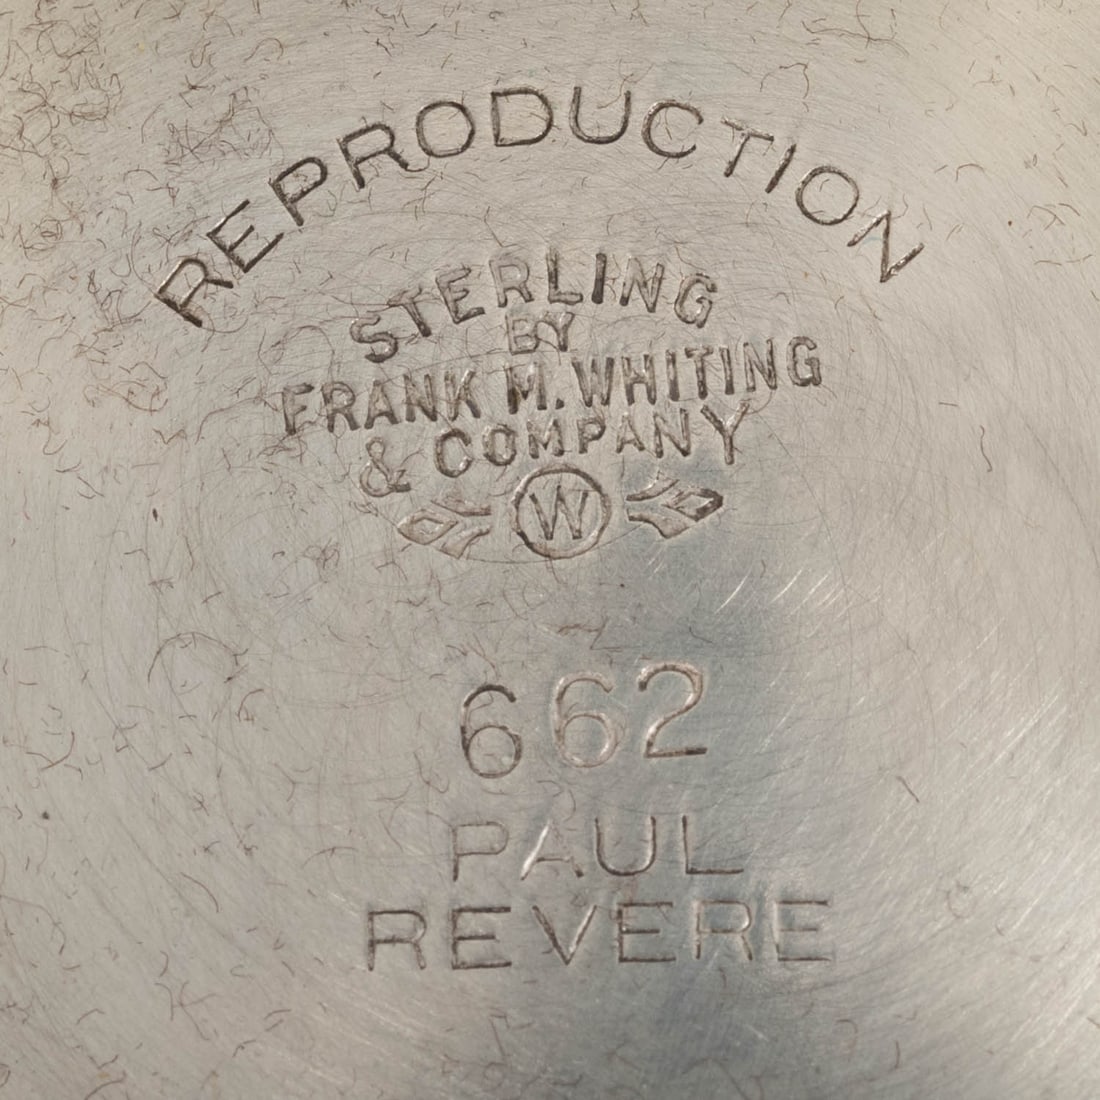 REPRODUCTION
STERLING
BY
FRANK M. WHITING
& COMPANY
W
662
PAUL
REVERE